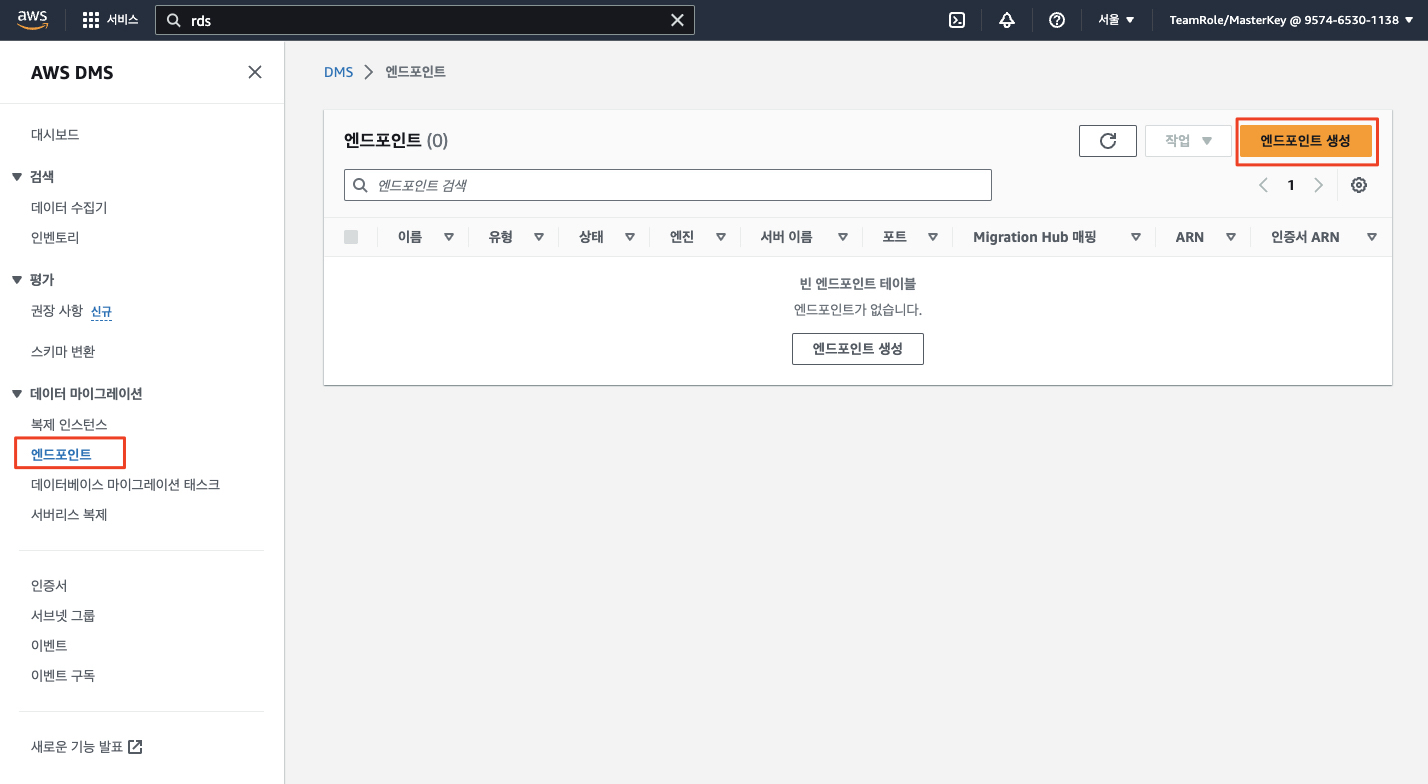 aws 서비스 rds 서울 TeamRole/MasterKey @ 9574-6530-1138
AWS DMS
대시보드
검색
데이터 수집기
인벤토리
평가
권장 사항 신규
스키마 변환
데이터 마이그레이션
복제 인스턴스
엔드포인트
데이터베이스 마이그레이션 태스크
서버리스 복제
인증서
서브넷 그룹
이벤트
이벤트 구독
새로운 기능 발표
DMS 엔드포인트
엔드포인트 (0) 작업 엔드포인트 생성
엔드포인트 검색 1
이름 유형 상태 엔진 서버 이름 포트 Migration Hub 매핑 ARN 인증서 ARN
빈 엔드포인트 테이블
엔드포인트가 없습니다.
엔드포인트 생성